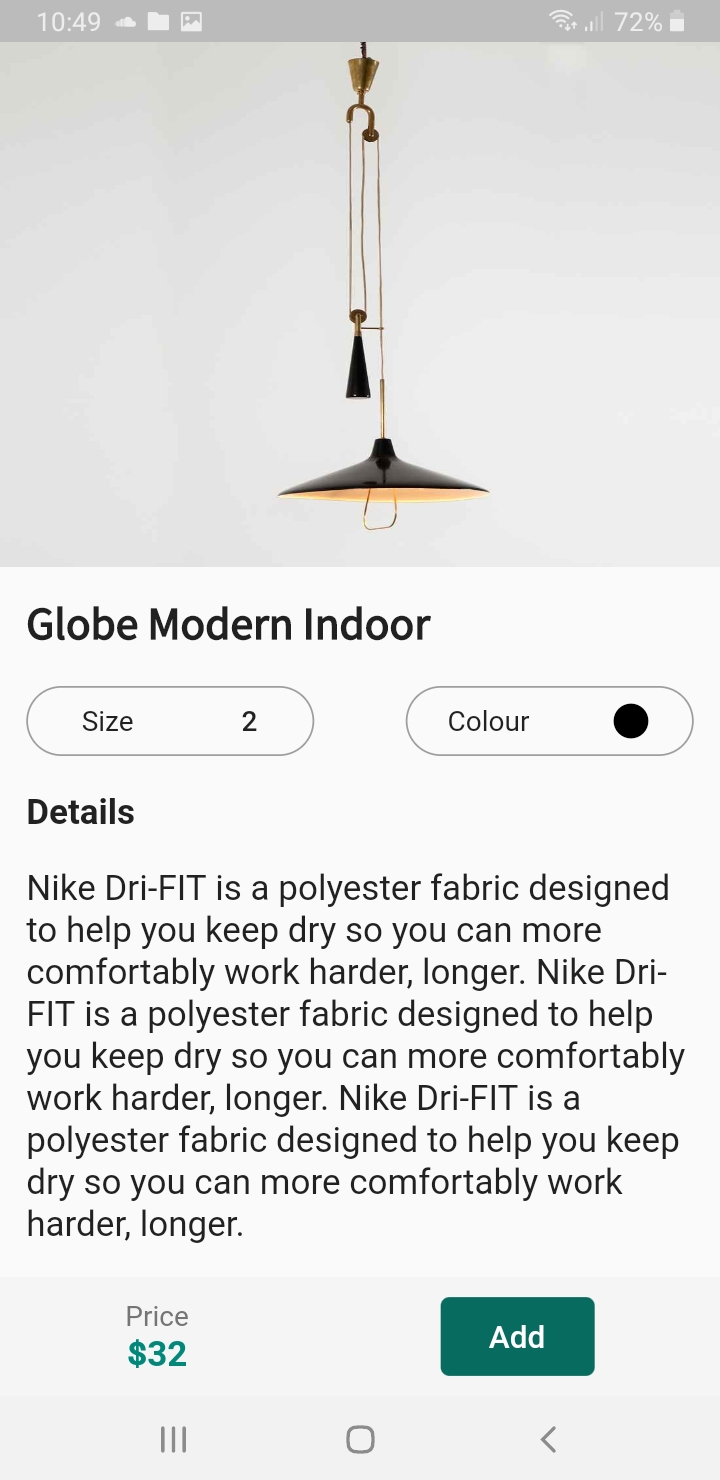 10:49 72%
Globe Modern Indoor
Size 2 Colour
Details
Nike Dri-FIT is a polyester fabric designed
to help you keep dry so you can more
comfortably work harder, longer. Nike Dri-
FIT is a polyester fabric designed to help
you keep dry so you can more comfortably
work harder, longer. Nike Dri-FIT is a
polyester fabric designed to help you keep
dry so you can more comfortably work
harder, longer.
Price
$32
Add